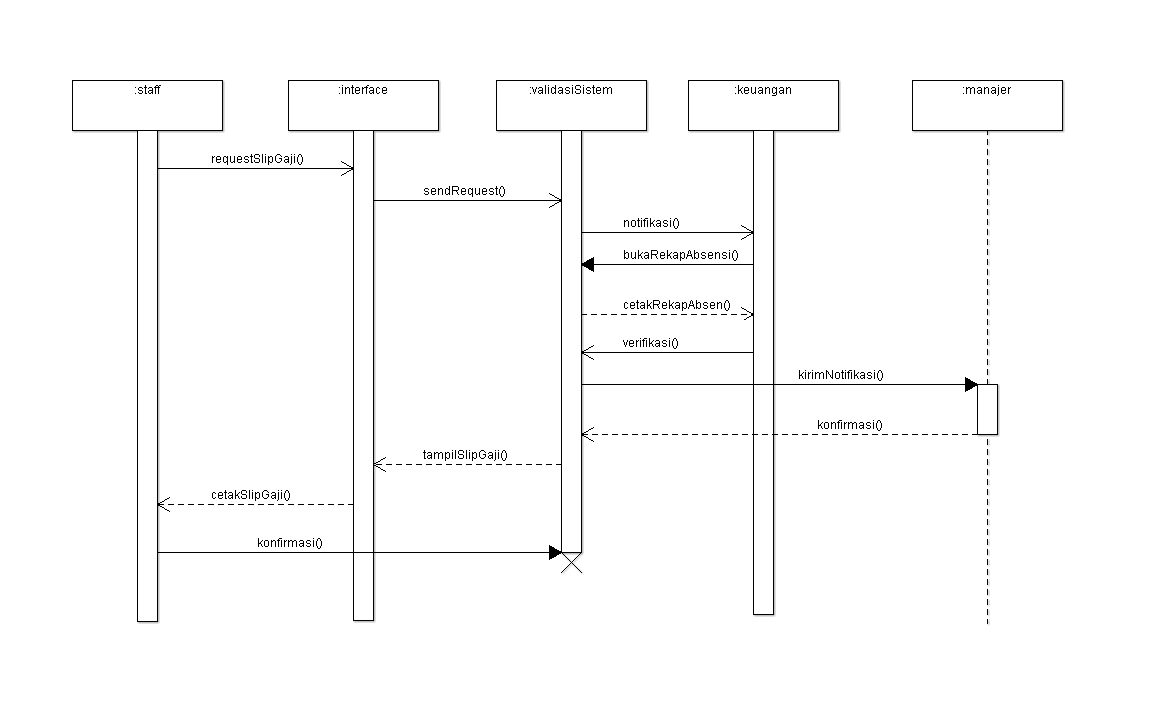 :staff
:interface
:validasiSistem
:keuangan
:manajer
requestSlipGaji()
sendRequest()
notifikasi()
bukaRekapAbsensi()
cetakRekapAbsen()
verifikasi()
kirimNotifikasi()
konfirmasi()
tampilSlipGaji()
cetakSlipGaji()
konfirmasi()